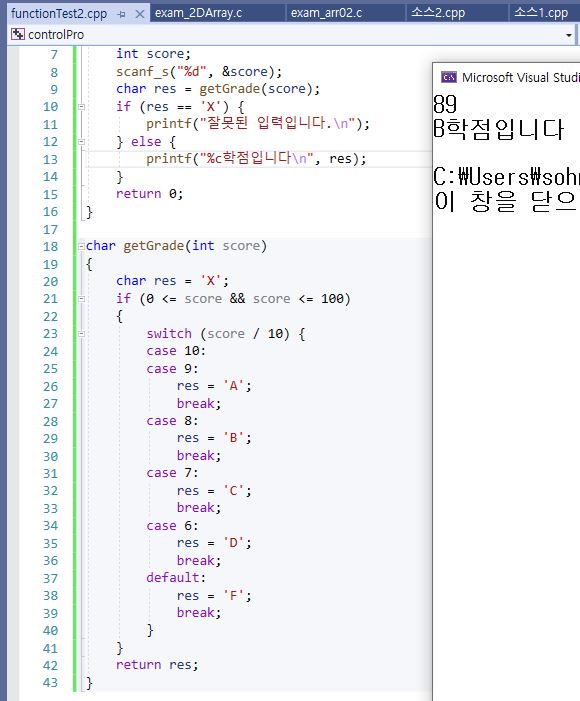 functionTest2.cpp exam_2DArray.c exam_arr02.c 소스2.cpp 소스1.cpp
controlPro
7 int score;
8 scanf_s("%d", &score);
9 char res = getGrade(score);
10 if (res == 'X') {
11 printf("잘못된 입력입니다.\n");
12 } else {
13 printf("%c학점입니다\n", res);
14 }
15 return 0;
16 }
17
18 char getGrade(int score)
19 {
20 char res = 'X';
21 if (0 <= score && score <= 100)
22 {
23 switch (score / 10) {
24 case 10:
25 case 9:
26 res = 'A';
27 break;
28 case 8:
29 res = 'B';
30 break;
31 case 7:
32 res = 'C';
33 break;
34 case 6:
35 res = 'D';
36 break;
37 default:
38 res = 'F';
39 break;
40 }
41 }
42 return res;
43 }
Microsoft Visual Studi
89
B학점입니다
C:₩Users₩sohr
이 창을 닫으